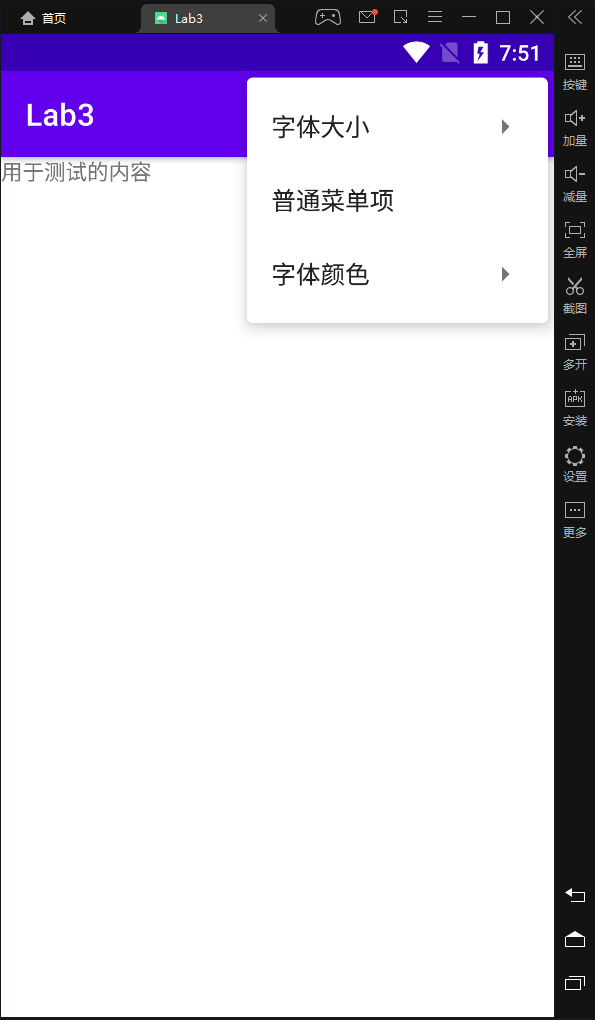 首页
Lab3
7:51
Lab3
字体大小
普通菜单项
字体颜色
用于测试的内容
按键
加量
减量
全屏
截图
多开
APK
安装
设置
更多